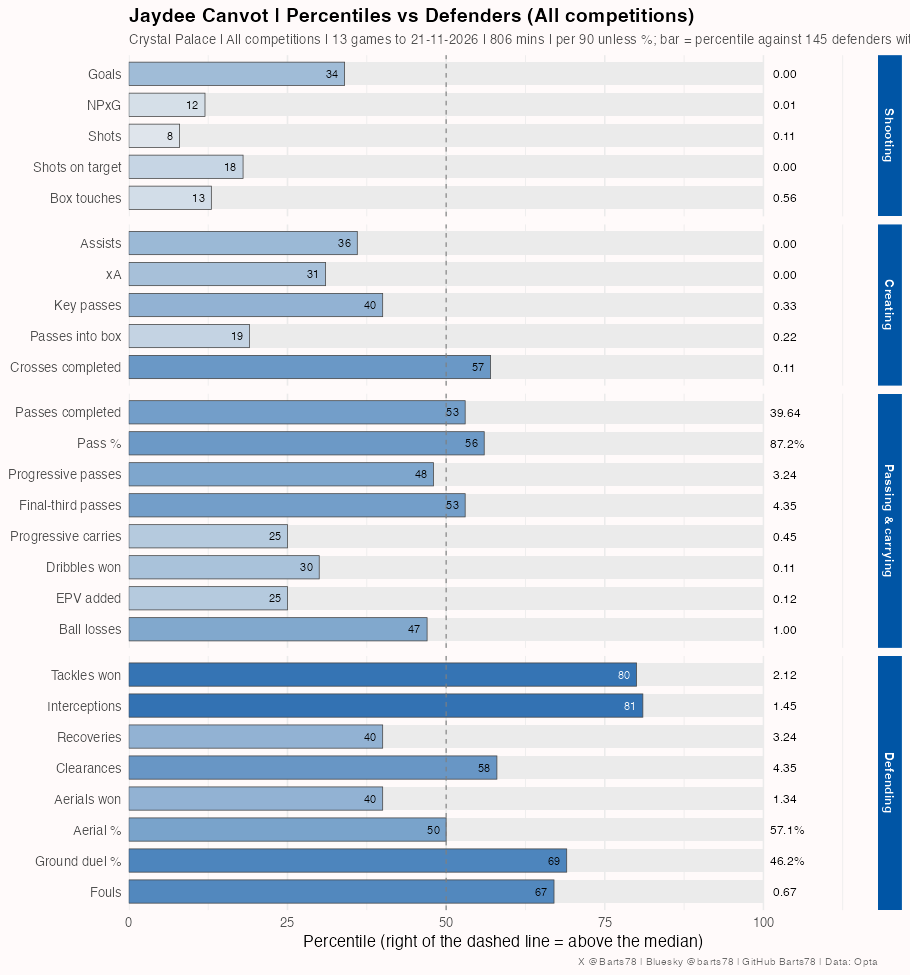 Jaydee Canvot | Percentiles vs Defenders (All competitions)
Crystal Palace | All competitions | 13 games to 21-11-2026 | 806 mins | per 90 unless %; bar = percentile against 145 defenders wit
Goals 34 0.00
NPxG 12 0.01
Shots 8 0.11
Shots on target 18 0.00
Box touches 13 0.56
Shooting
Assists 36 0.00
xA 31 0.00
Key passes 40 0.33
Passes into box 19 0.22
Crosses completed 57 0.11
Creating
Passes completed 53 39.64
Pass % 56 87.2%
Progressive passes 48 3.24
Final-third passes 53 4.35
Progressive carries 25 0.45
Dribbles won 30 0.11
EPV added 25 0.12
Ball losses 47 1.00
Passing & carrying
Tackles won 80 2.12
Interceptions 81 1.45
Recoveries 40 3.24
Clearances 58 4.35
Aerials won 40 1.34
Aerial % 50 57.1%
Ground duel % 69 46.2%
Fouls 67 0.67
Defending
0 25 50 75 100
Percentile (right of the dashed line = above the median)
X @Barts78 | Bluesky @barts78 | GitHub Barts78 | Data: Opta